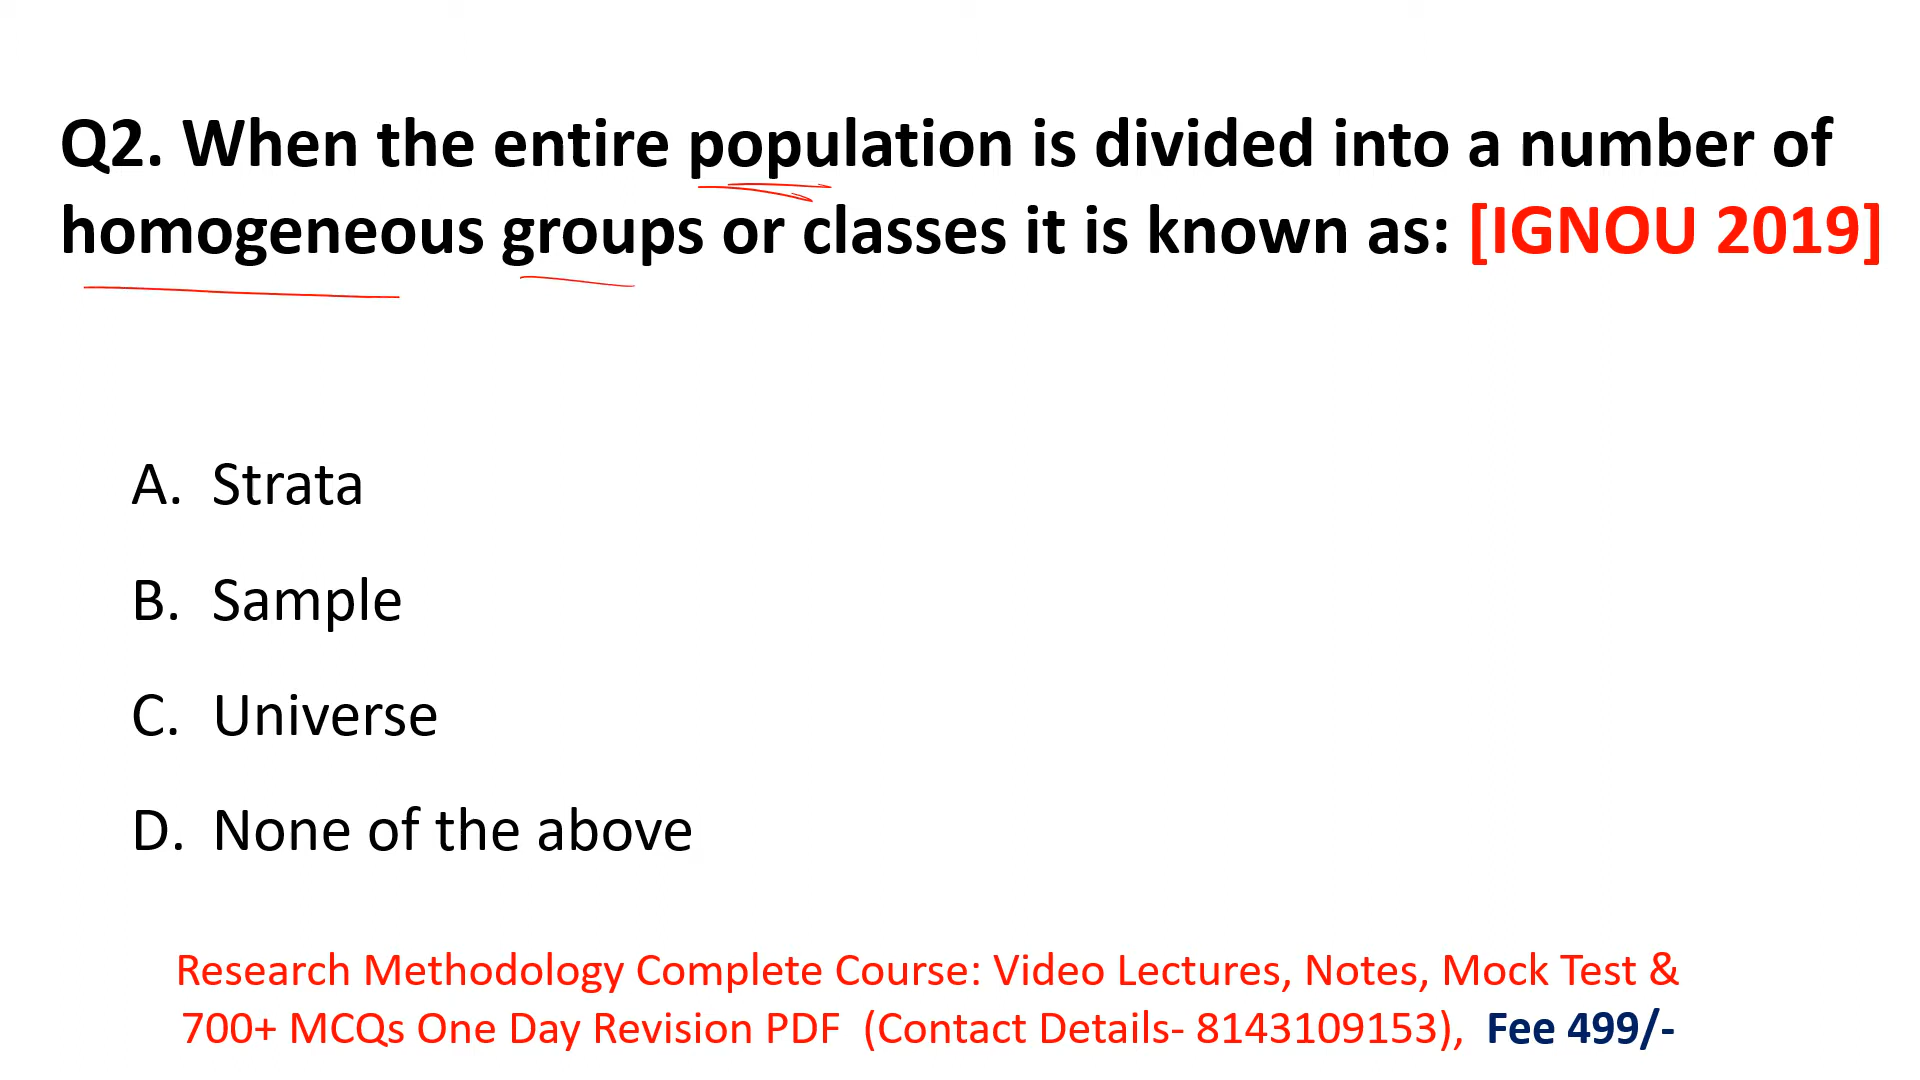 Q2. When the entire population is divided into a number of
homogeneous groups or classes it is known as: [IGNOU 2019]
A. Strata
B. Sample
C. Universe
D. None of the above
Research Methodology Complete Course: Video Lectures, Notes, Mock Test &
700+ MCQs One Day Revision PDF (Contact Details- 8143109153), Fee 499/-